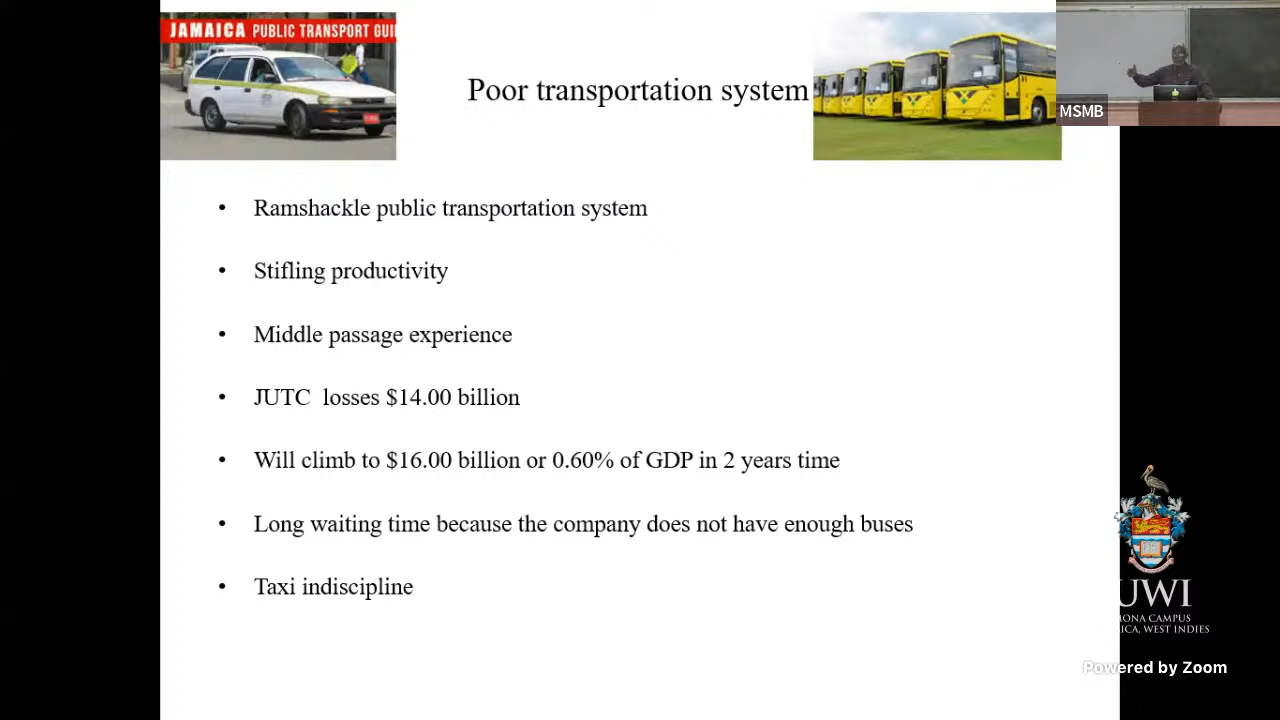 JAMAICA PUBLIC TRANSPORT GUI
Poor transportation system
MSMB
• Ramshackle public transportation system
• Stifling productivity
• Middle passage experience
• JUTC  losses $14.00 billion
• Will climb to $16.00 billion or 0.60% of GDP in 2 years time
• Long waiting time because the company does not have enough buses
• Taxi indiscipline
UWI
MONA CAMPUS
ICA, WEST INDIES
Powered by Zoom